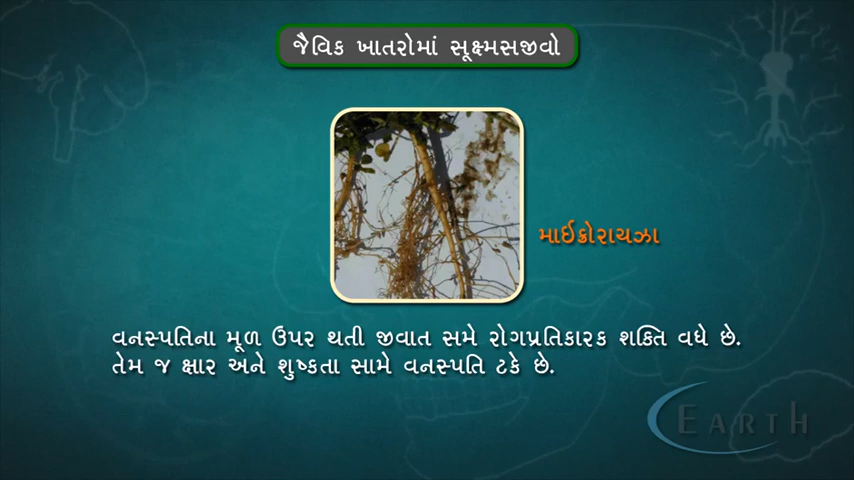 જૈવિક ખાતરોમાં સૂક્ષ્મસજીવો
માઈક્રોરાયઝા
વનસ્પતિના મૂળ ઉપર થતી જીવાત સમે રોગપ્રતિકારક શક્તિ વધે છે.
તેમ જ ક્ષાર અને શુષ્કતા સામે વનસ્પતિ ટકે છે.
EARTH